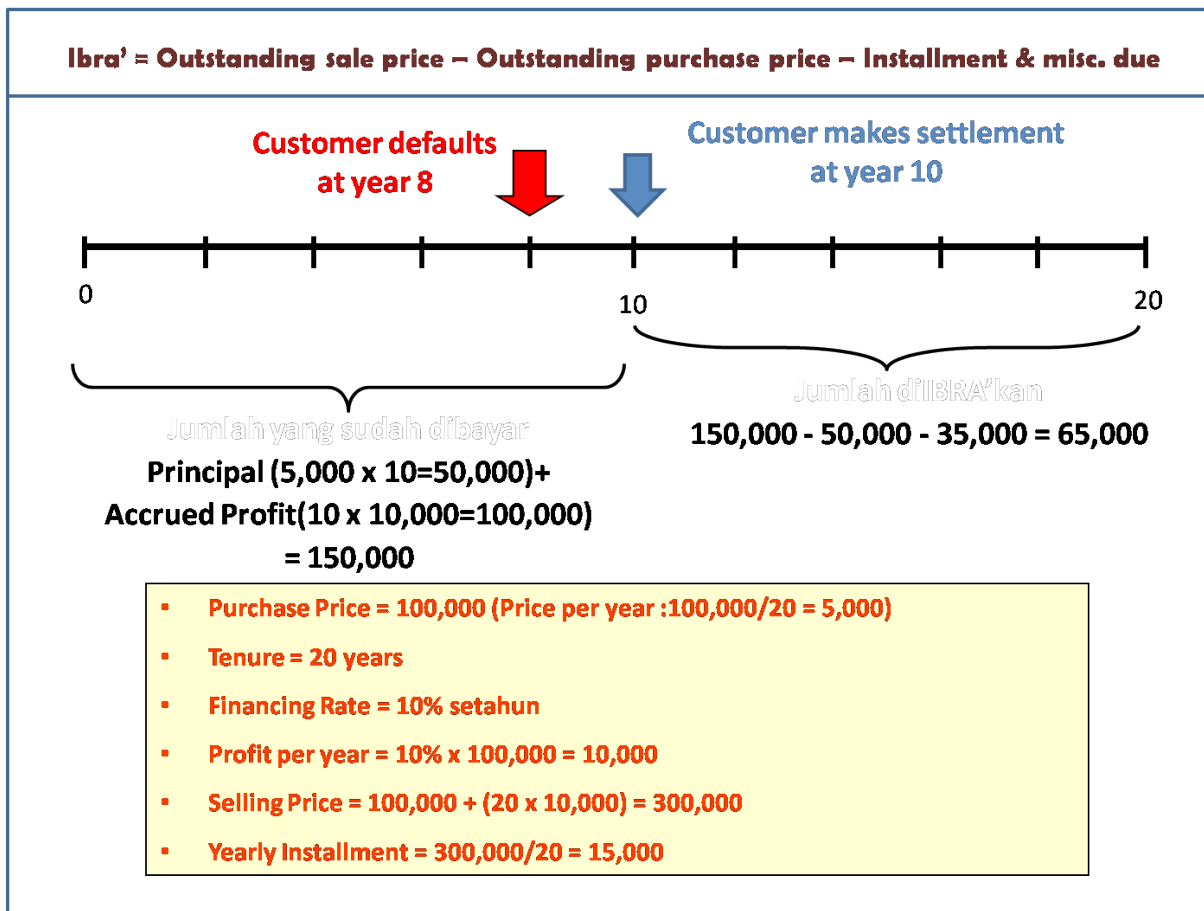 Ibra' = Outstanding sale price – Outstanding purchase price – Installment & misc. due
Customer defaults
at year 8
Customer makes settlement
at year 10
0
10
20
Jumlah yang sudah dibayar
Principal (5,000 x 10=50,000)+
Accrued Profit(10 x 10,000=100,000)
= 150,000
Jumlah diIBRA'kan
150,000 - 50,000 - 35,000 = 65,000
▪ Purchase Price = 100,000 (Price per year :100,000/20 = 5,000)
▪ Tenure = 20 years
▪ Financing Rate = 10% setahun
▪ Profit per year = 10% x 100,000 = 10,000
▪ Selling Price = 100,000 + (20 x 10,000) = 300,000
▪ Yearly Installment = 300,000/20 = 15,000